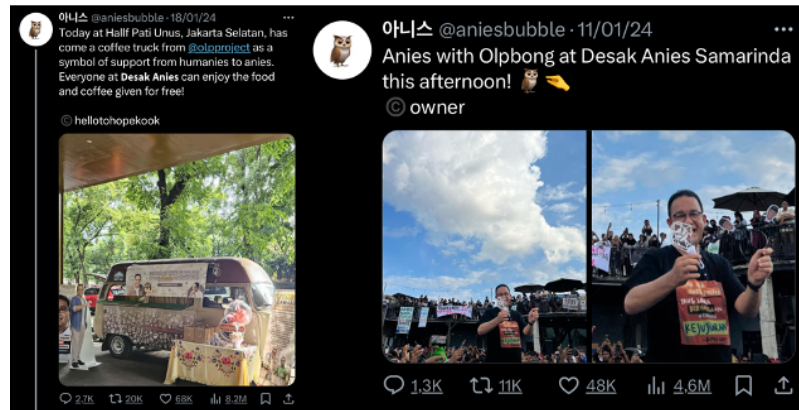 아니스 @aniesbubble · 18/01/24
Today at Hallf Pati Unus, Jakarta Selatan, has
come a coffee truck from @olpproject as a
symbol of support from humanies to anies.
Everyone at Desak Anies can enjoy the food
and coffee given for free!
© hellotohopekook
2,7K 20K 68K 8,2M
아니스 @aniesbubble · 11/01/24
Anies with Olpbong at Desak Anies Samarinda
this afternoon!
© owner
KEJUJURAN
1,3K 11K 48K 4,6M